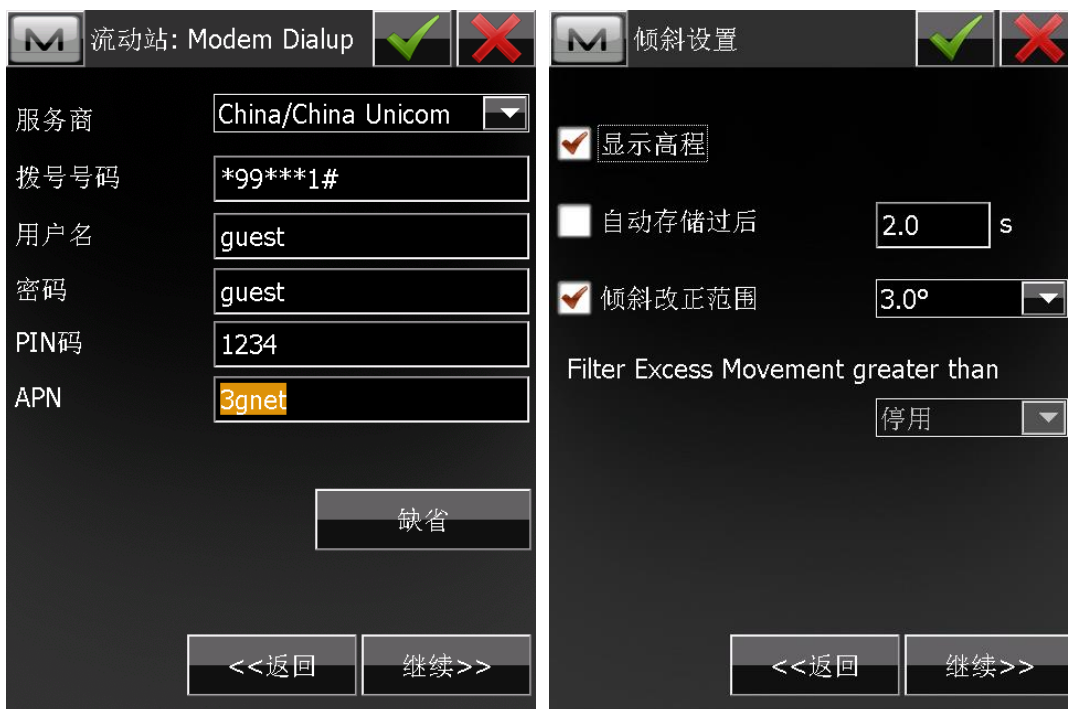 流动站: Modem Dialup
服务商 China/China Unicom
拨号号码 *99***1#
用户名 guest
密码 guest
PIN码 1234
APN 3gnet
缺省
<<返回 继续>>
倾斜设置
显示高程
自动存储过后 2.0 s
倾斜改正范围 3.0°
Filter Excess Movement greater than
停用
<<返回 继续>>